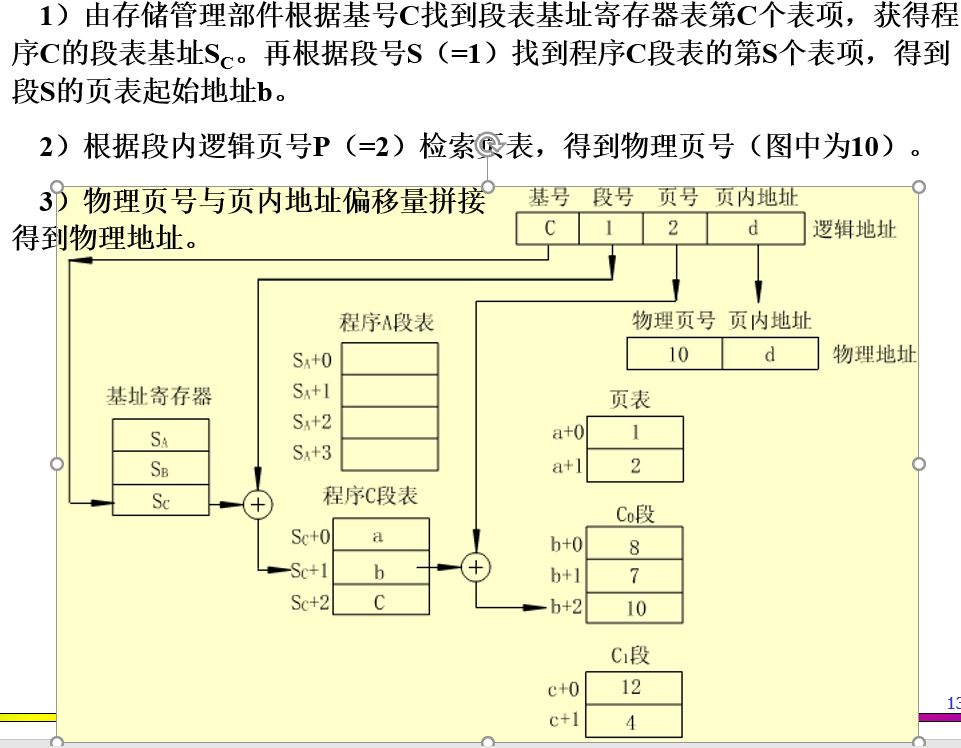 1）由存储管理部件根据基号C找到段表基址寄存器表第C个表项，获得程
序C的段表基址SC。再根据段号S（=1）找到程序C段表的第S个表项，得到
段S的页表起始地址b。
2）根据段内逻辑页号P（=2）检索页表，得到物理页号（图中为10）。
3）物理页号与页内地址偏移量拼接
得到物理地址。
基号 段号 页号 页内地址
C 1 2 d 逻辑地址
物理页号 页内地址
10 d 物理地址
程序A段表
SA+0
SA+1
SA+2
SA+3
基址寄存器
SA
SB
SC
程序C段表
SC+0 a
SC+1 b
SC+2 C
页表
a+0 1
a+1 2
C0段
b+0 8
b+1 7
b+2 10
C1段
c+0 12
c+1 4